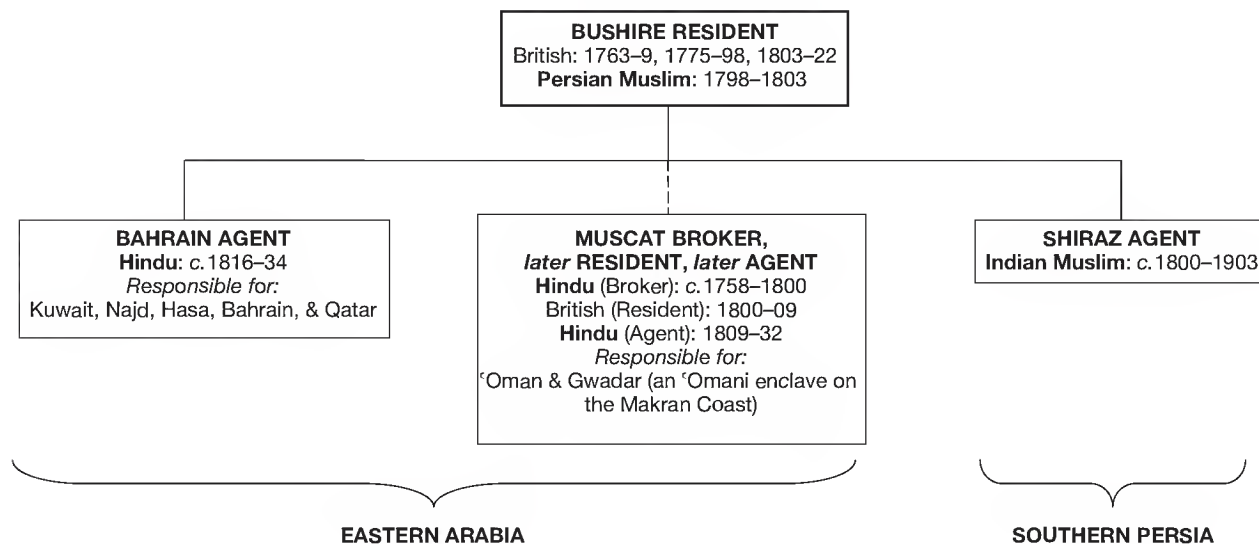 BUSHIRE RESIDENT
British: 1763–9, 1775–98, 1803–22
Persian Muslim: 1798–1803
BAHRAIN AGENT
Hindu: c.1816–34
Responsible for:
Kuwait, Najd, Hasa, Bahrain, & Qatar
MUSCAT BROKER,
later RESIDENT, later AGENT
Hindu (Broker): c.1758–1800
British (Resident): 1800–09
Hindu (Agent): 1809–32
Responsible for:
ʿOman & Gwadar (an ʿOmani enclave on
the Makran Coast)
SHIRAZ AGENT
Indian Muslim: c.1800–1903
EASTERN ARABIA
SOUTHERN PERSIA